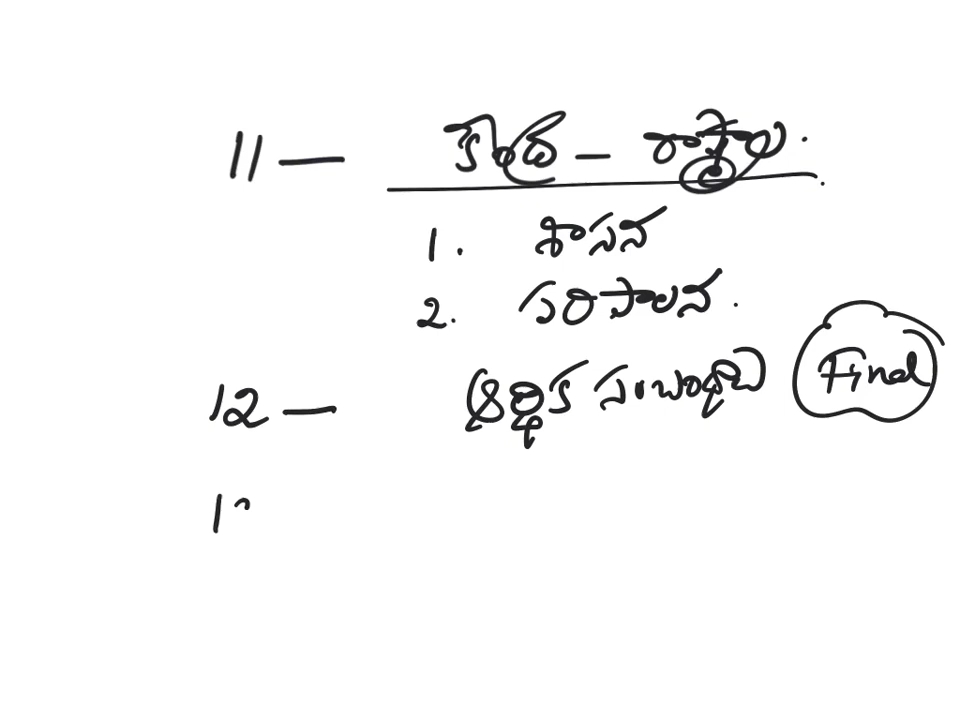 11 — కేంద్ర - రాష్ట్రాల.
1. శాసన
2. పరిపాలన.
12 — ఆర్థిక సంబంధాలు Final
1